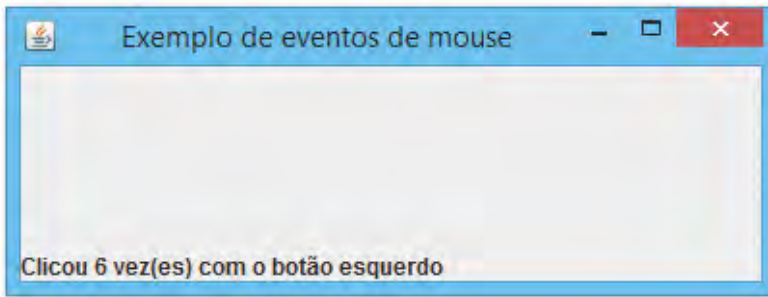 Exemplo de eventos de mouse
Clicou 6 vez(es) com o botão esquerdo